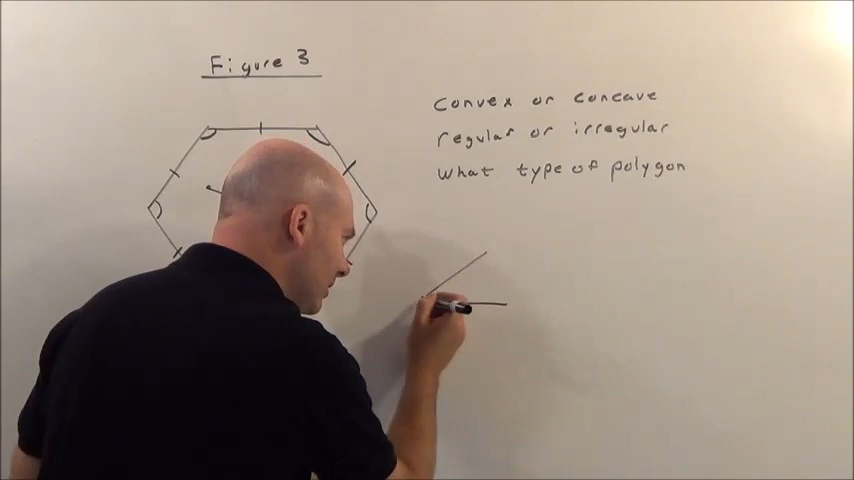 Figure 3
convex or concave
regular or irregular
what type of polygon